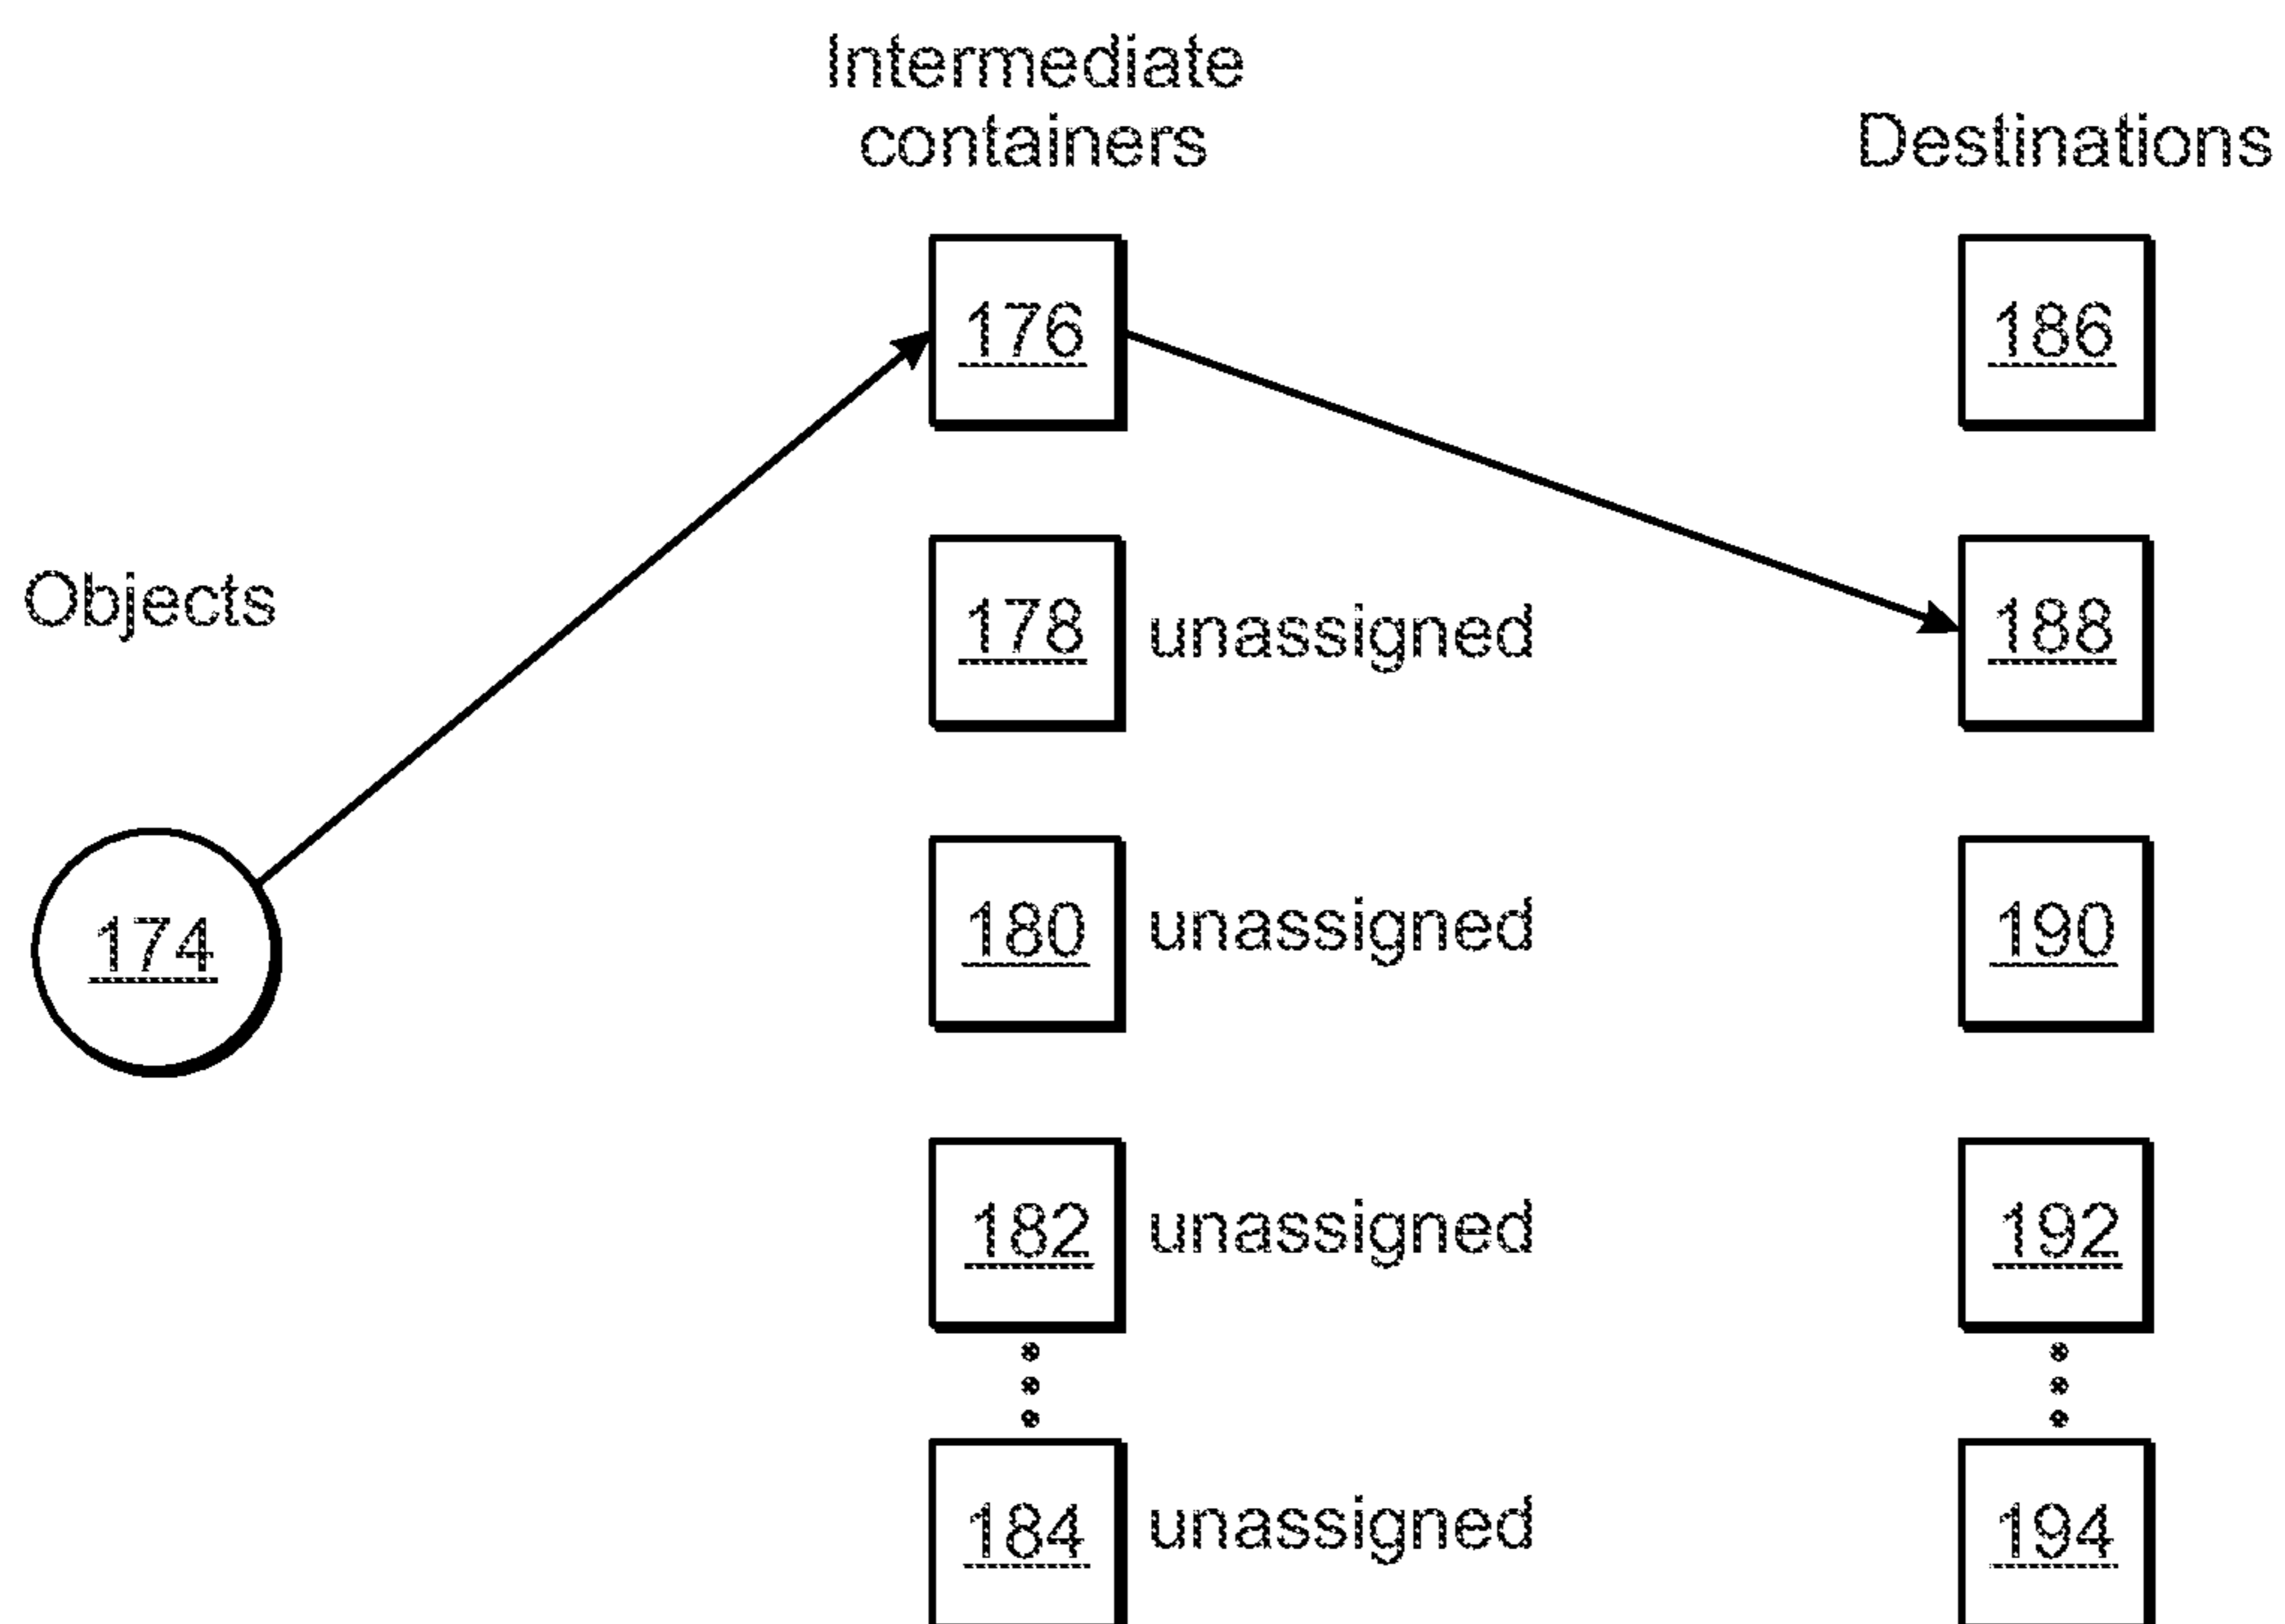 Intermediate
containers
Destinations
176
186
Objects
178 unassigned
188
174
180 unassigned
190
182 unassigned
192
184 unassigned
194